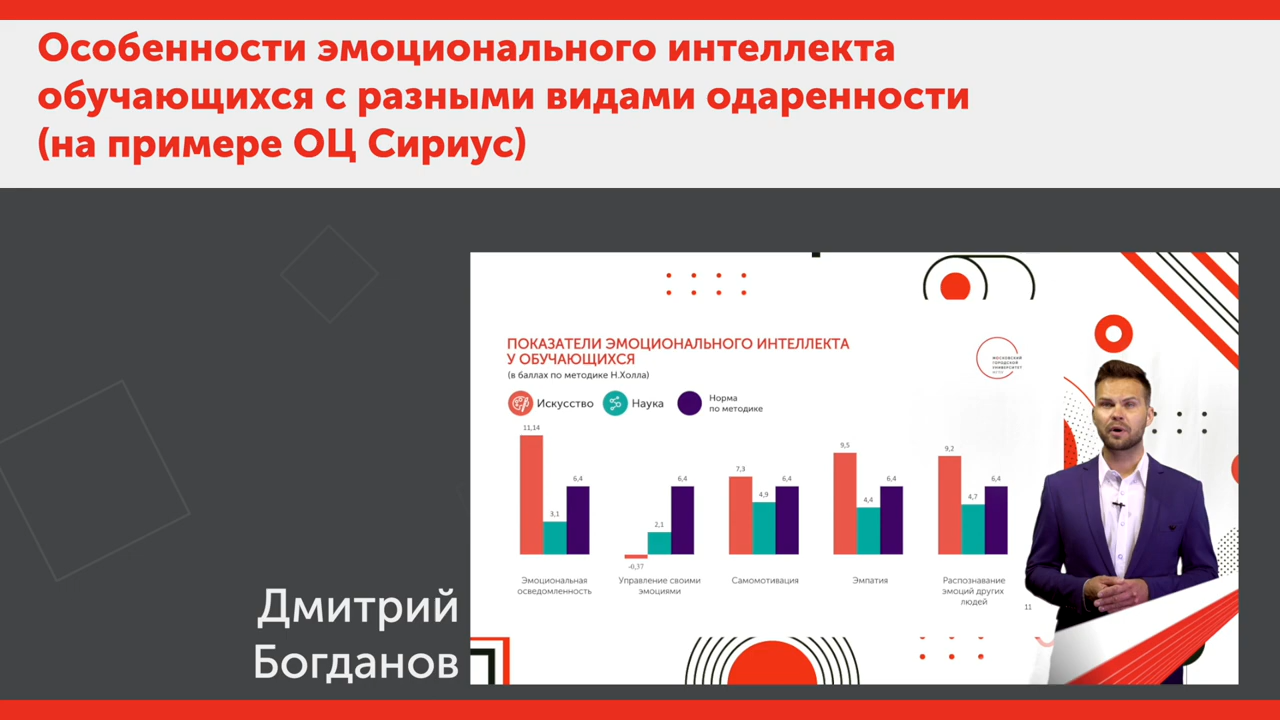 Особенности эмоционального интеллекта
обучающихся с разными видами одаренности
(на примере ОЦ Сириус)
ПОКАЗАТЕЛИ ЭМОЦИОНАЛЬНОГО ИНТЕЛЛЕКТА
У ОБУЧАЮЩИХСЯ
(в баллах по методике Н.Холла)
МОСКОВСКИЙ
ГОРОДСКОЙ
УНИВЕРСИТЕТ
Искусство
Наука
Норма
по методике
11,14
3,1
6,4
-0,37
2,1
6,4
7,3
4,9
6,4
9,5
4,4
6,4
9,2
4,7
6,4
Эмоциональная
осведомленность
Управление своими
эмоциями
Самомотивация
Эмпатия
Распознавание
эмоций других
людей
11
Дмитрий
Богданов